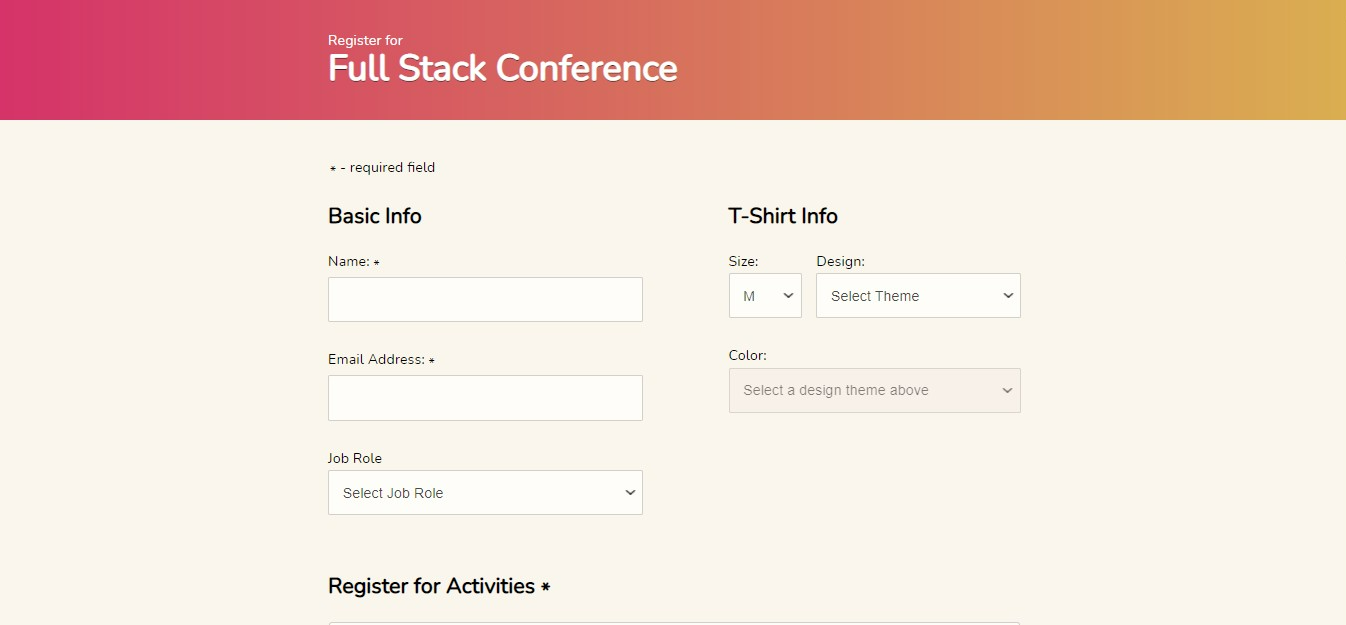 Register for
Full Stack Conference
* - required field
Basic Info
Name: *
Email Address: *
Job Role
Select Job Role
T-Shirt Info
Size:
Design:
M
Select Theme
Color:
Select a design theme above
Register for Activities *